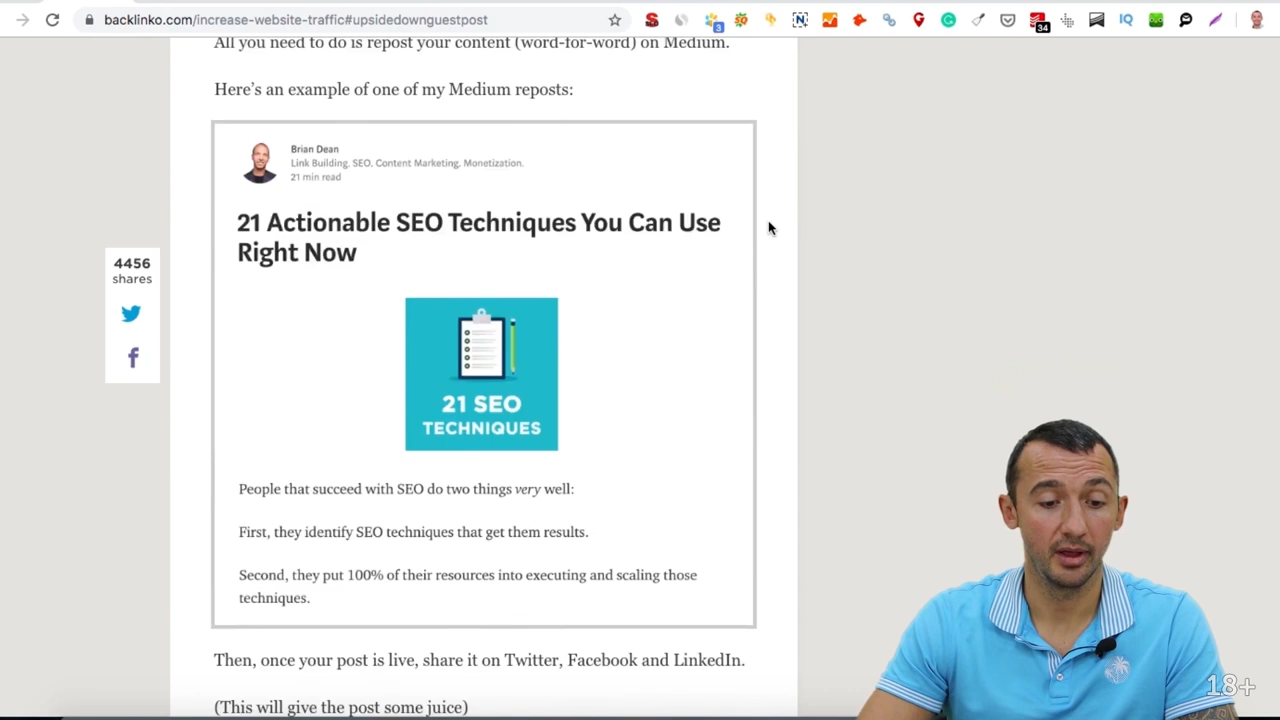 backlinko.com/increase-website-traffic#upsidedownguestpost
3
34
All you need to do is repost your content (word-for-word) on Medium.
Here's an example of one of my Medium reposts:
Brian Dean
Link Building, SEO, Content Marketing, Monetization.
21 min read
21 Actionable SEO Techniques You Can Use
Right Now
4456
shares
21 SEO
TECHNIQUES
People that succeed with SEO do two things very well:
First, they identify SEO techniques that get them results.
Second, they put 100% of their resources into executing and scaling those
techniques.
Then, once your post is live, share it on Twitter, Facebook and LinkedIn.
(This will give the post some juice)
18+